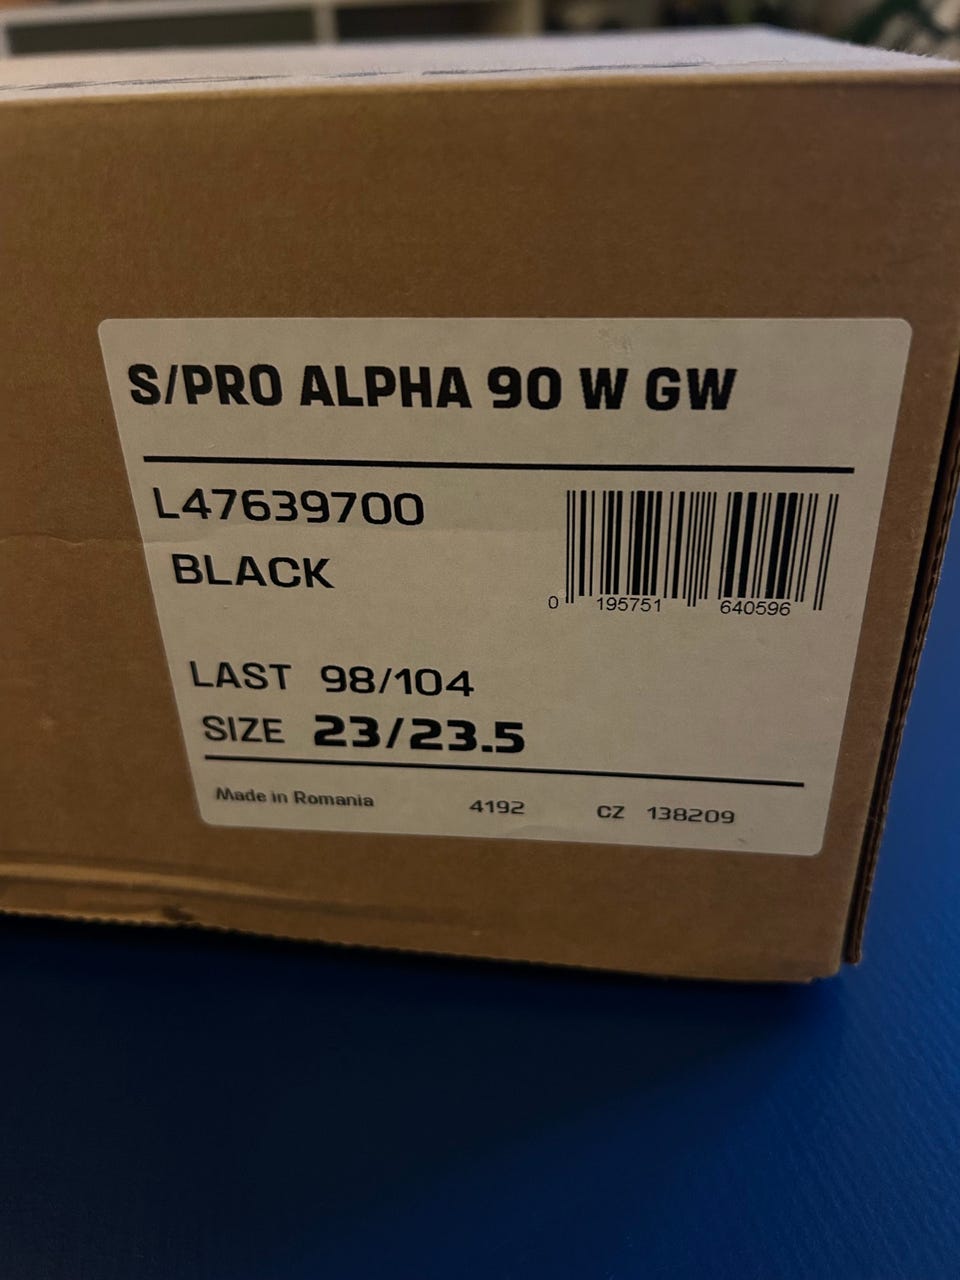 S/PRO ALPHA 90 W GW
L47639700
BLACK
0 195751 640596
LAST 98/104
SIZE 23/23.5
Made in Romania 4192 CZ 138209